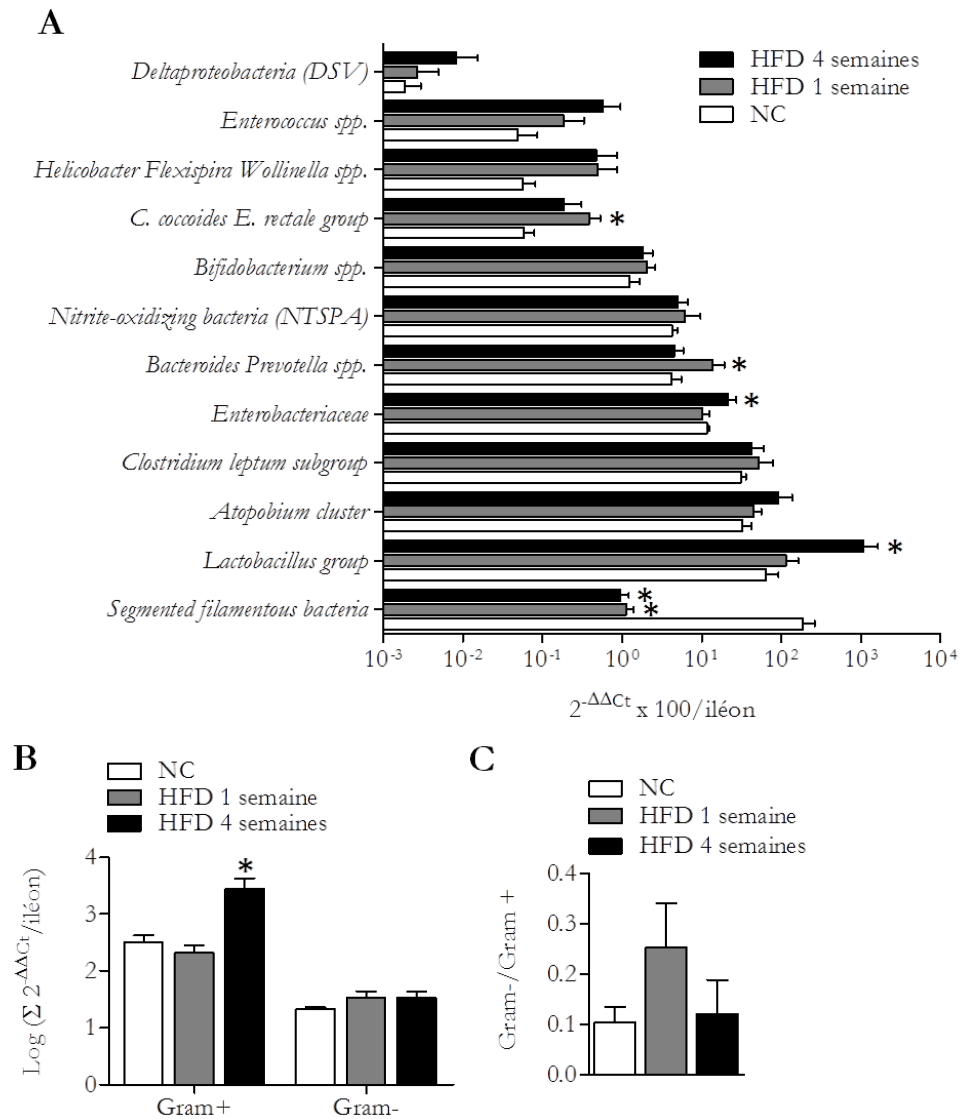 A
HFD 4 semaines
HFD 1 semaine
NC
Deltaproteobacteria (DSV)
Enterococcus spp.
Helicobacter Flexispira Wollinella spp.
C. coccoides E. rectale group
*
Bifidobacterium spp.
Nitrite-oxidizing bacteria (NTSPA)
Bacteroides Prevotella spp.
*
Enterobacteriaceae
*
Clostridium leptum subgroup
Atopobium cluster
Lactobacillus group
*
Segmented filamentous bacteria
*
*
10-3 10-2 10-1 100 101 102 103 104
2-ΔΔCt x 100/iléon
B
NC
HFD 1 semaine
HFD 4 semaines
Log (Σ 2-ΔΔCt/iléon)
4
3
2
1
0
*
Gram+ Gram-
C
NC
HFD 1 semaine
HFD 4 semaines
Gram-/Gram +
0.4
0.3
0.2
0.1
0.0